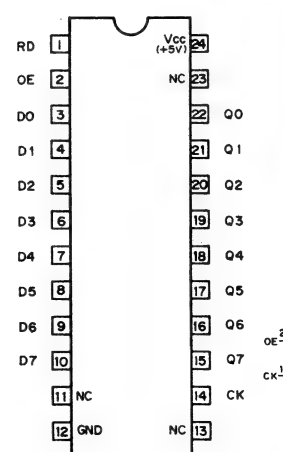 RD 1 Vcc (+5V) 24
OE 2 NC 23
D0 3 22 Q0
D1 4 21 Q1
D2 5 20 Q2
D3 6 19 Q3
D4 7 18 Q4
D5 8 17 Q5
D6 9 16 Q6
OE 2
D7 10 15 Q7
CK 1
11 NC 14 CK
12 GND NC 13